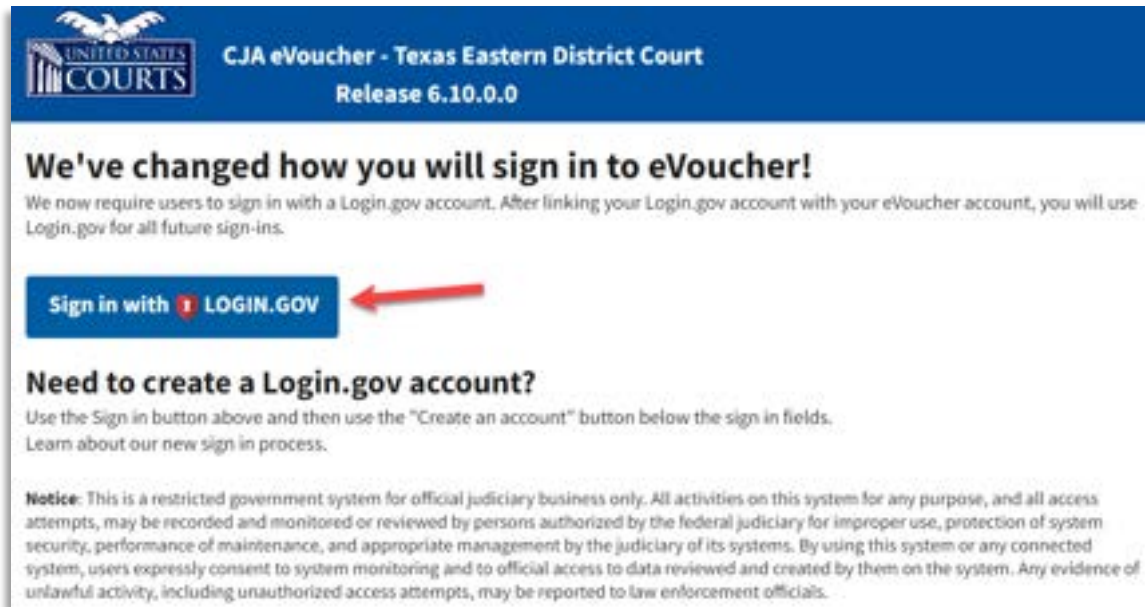 UNITED STATES
COURTS
CJA eVoucher - Texas Eastern District Court
Release 6.10.0.0
We've changed how you will sign in to eVoucher!
We now require users to sign in with a Login.gov account. After linking your Login.gov account with your eVoucher account, you will use
Login.gov for all future sign-ins.
Sign in with LOGIN.GOV
Need to create a Login.gov account?
Use the Sign in button above and then use the "Create an account" button below the sign in fields.
Learn about our new sign in process.
Notice: This is a restricted government system for official judiciary business only. All activities on this system for any purpose, and all access
attempts, may be recorded and monitored or reviewed by persons authorized by the federal judiciary for improper use, protection of system
security, performance of maintenance, and appropriate management by the judiciary of its systems. By using this system or any connected
system, users expressly consent to system monitoring and to official access to data reviewed and created by them on the system. Any evidence of
unlawful activity, including unauthorized access attempts, may be reported to law enforcement officials.